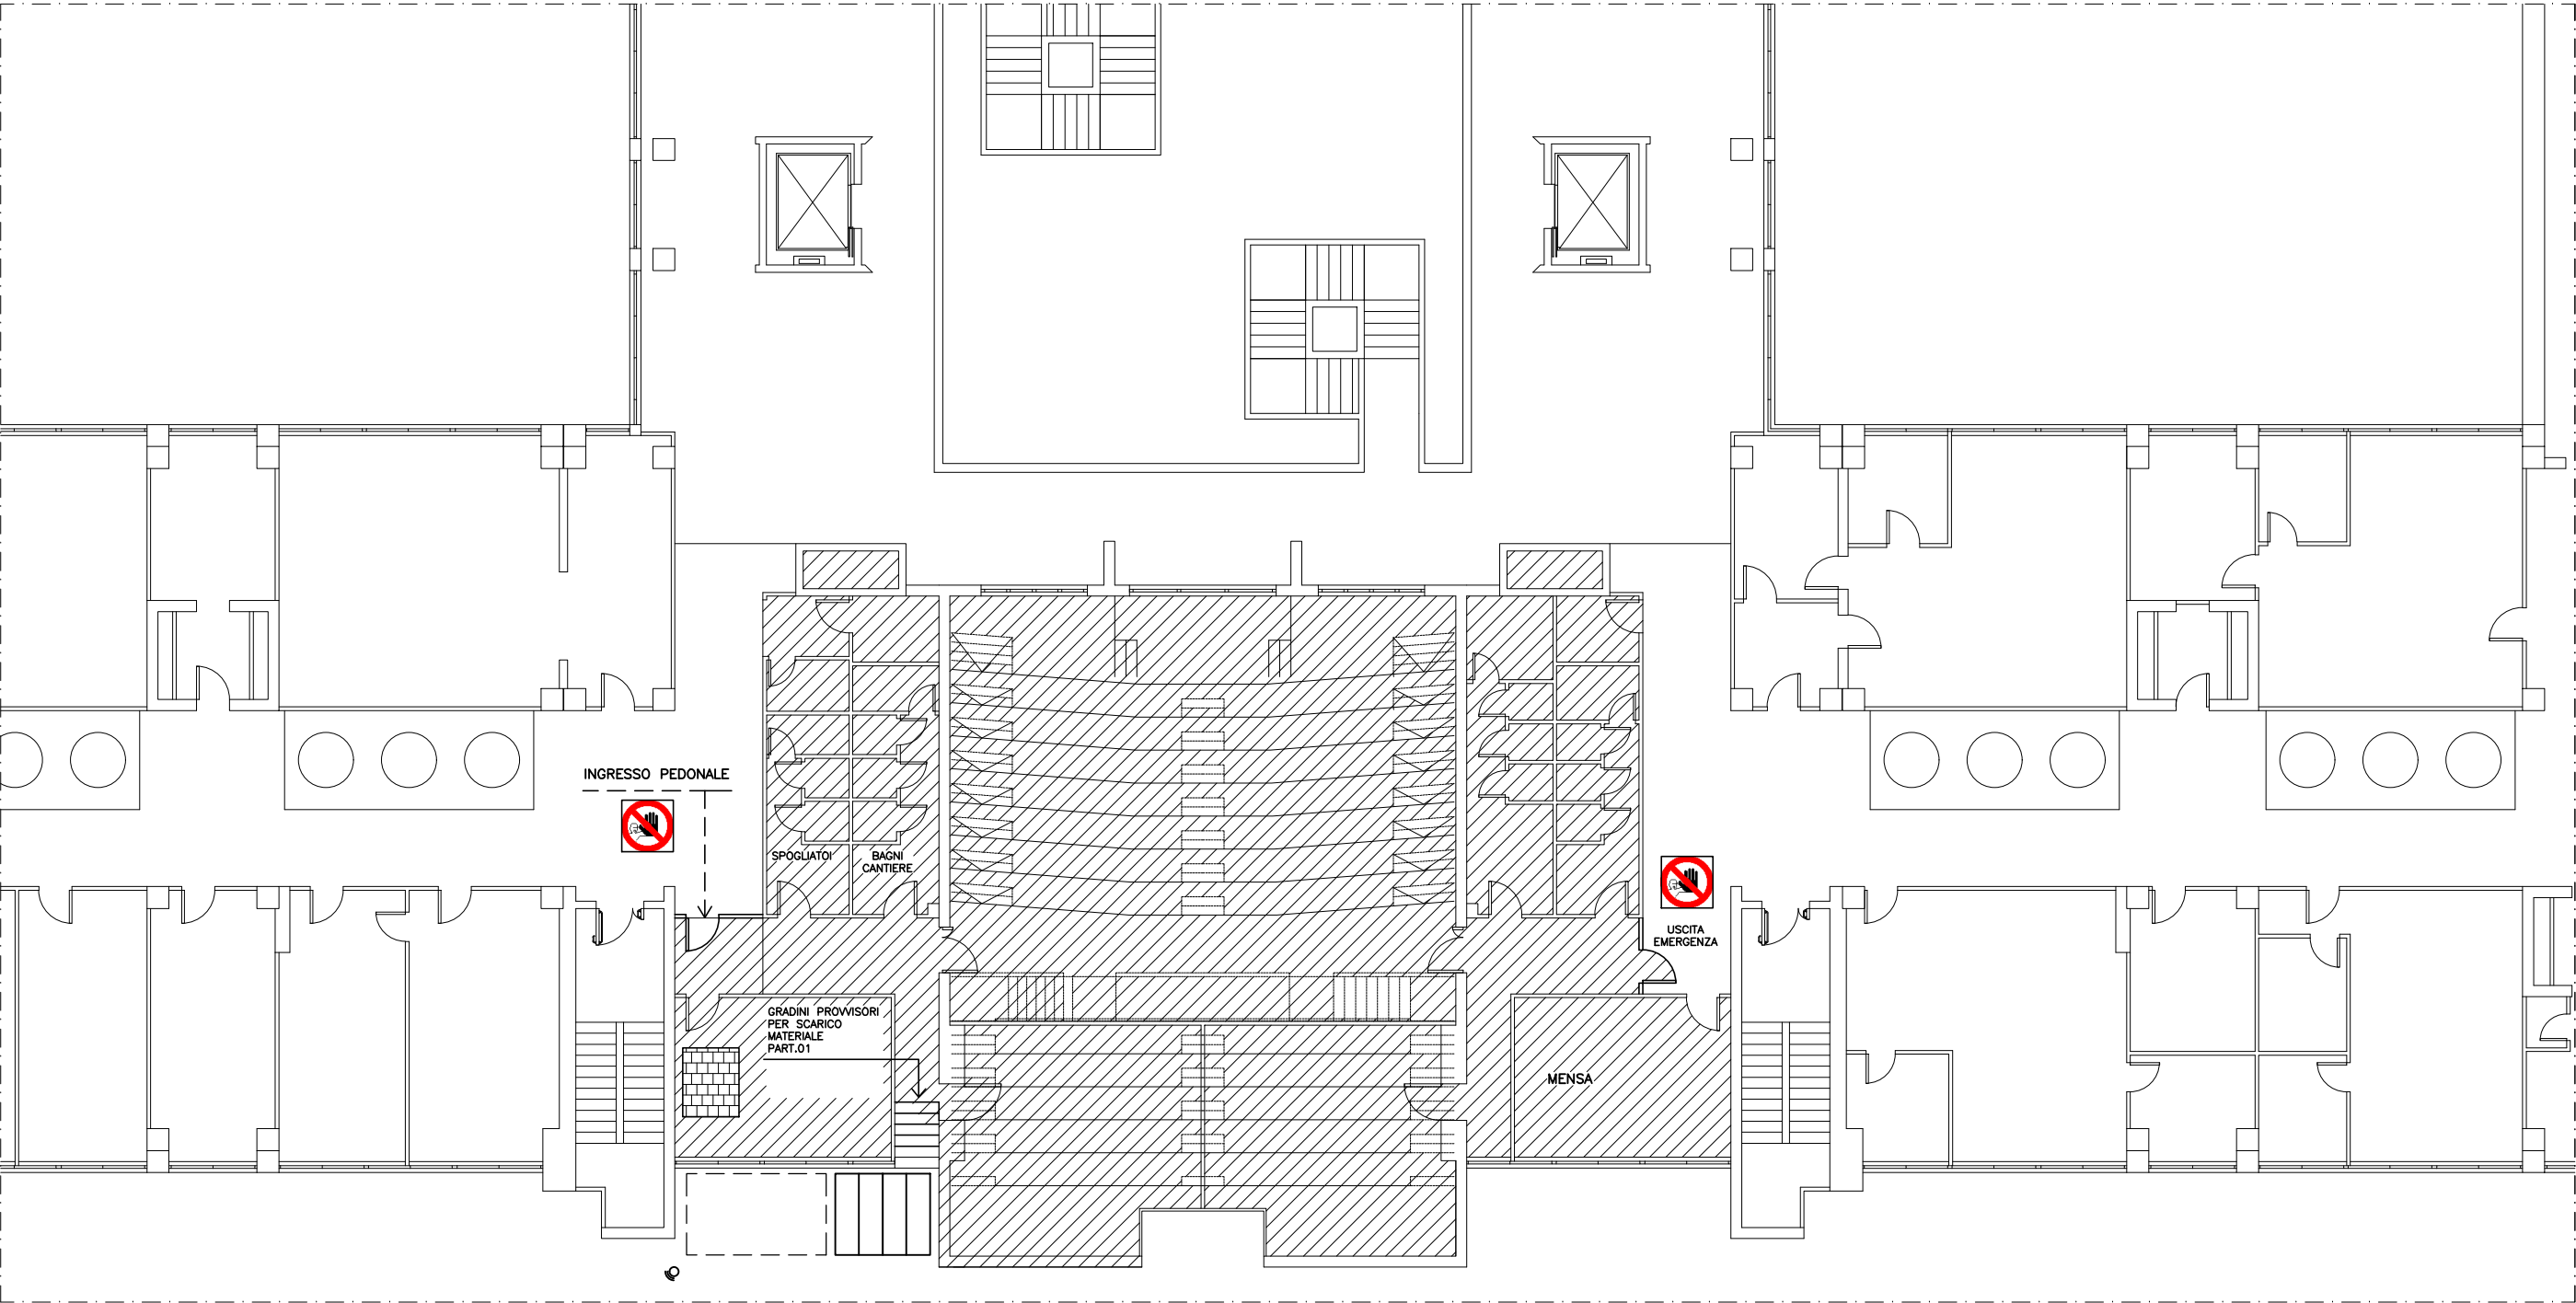 INGRESSO PEDONALE
SPOGLIATOI
BAGNI
CANTIERE
USCITA
EMERGENZA
GRADINI PROVVISORI
PER SCARICO
MATERIALE
PART.01
MENSA